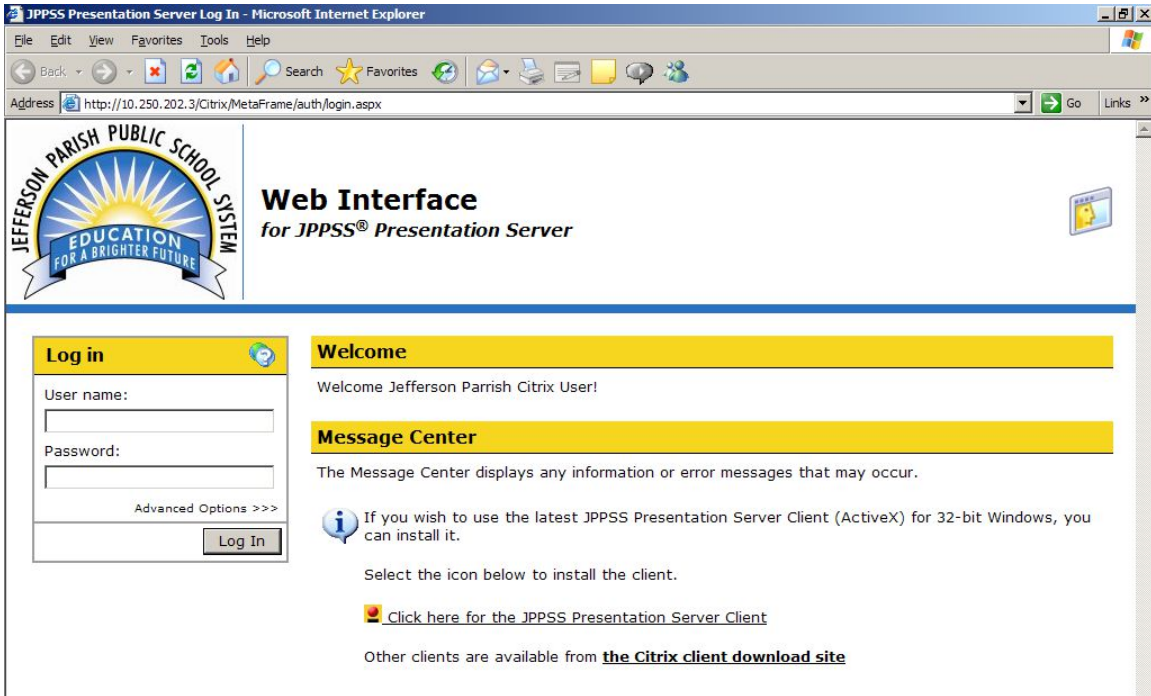 JPPSS Presentation Server Log In - Microsoft Internet Explorer
File Edit View Favorites Tools Help
Back Search Favorites
Address http://10.250.202.3/Citrix/MetaFrame/auth/login.aspx Go Links »
JEFFERSON PARISH PUBLIC SCHOOL SYSTEM
EDUCATION
FOR A BRIGHTER FUTURE
Web Interface
for JPPSS® Presentation Server
Log in
User name:
Password:
Advanced Options >>>
Log In
Welcome
Welcome Jefferson Parrish Citrix User!
Message Center
The Message Center displays any information or error messages that may occur.
If you wish to use the latest JPPSS Presentation Server Client (ActiveX) for 32-bit Windows, you
can install it.
Select the icon below to install the client.
Click here for the JPPSS Presentation Server Client
Other clients are available from the Citrix client download site